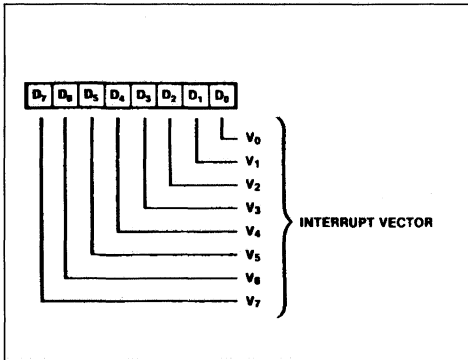 D7 D6 D5 D4 D3 D2 D1 D0
V0
V1
V2
V3
V4
V5
V6
V7
INTERRUPT VECTOR